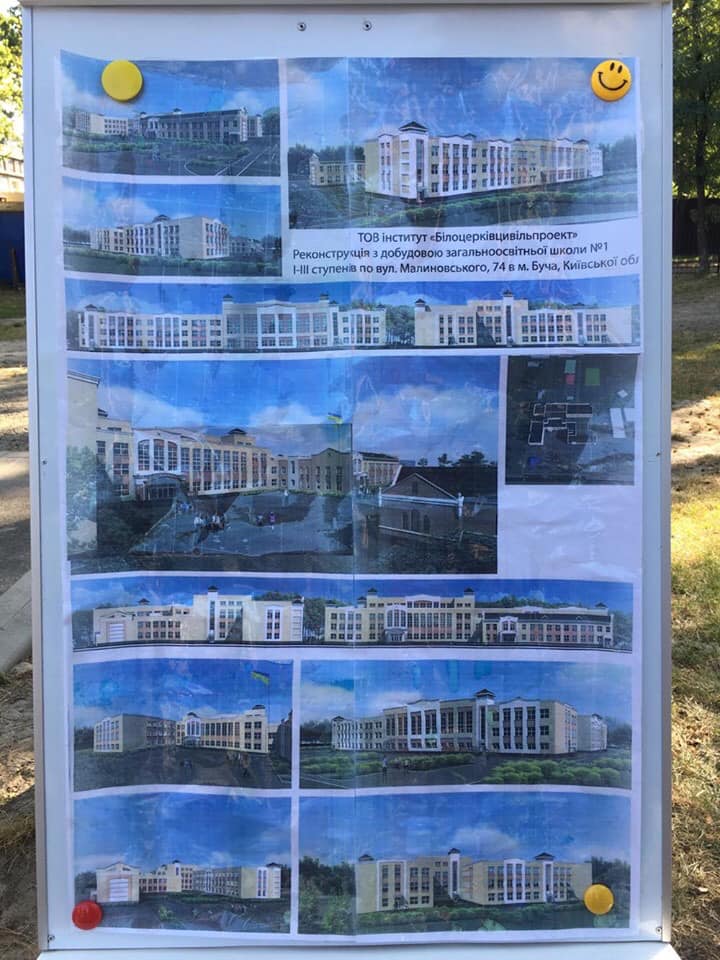 ТОВ інститут «Білоцерківцивільпроект»
Реконструкція з добудовою загальноосвітньої школи №1
І-ІІІ ступенів по вул. Малиновського, 74 в м. Буча, Київської обл